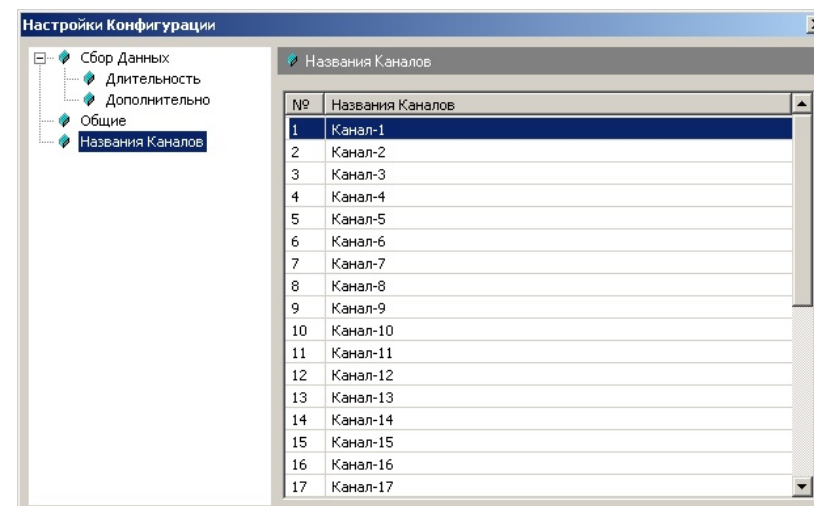 Настройки Конфигурации
Сбор Данных
Длительность
Дополнительно
Общие
Названия Каналов
Названия Каналов
№ Названия Каналов
1 Канал-1
2 Канал-2
3 Канал-3
4 Канал-4
5 Канал-5
6 Канал-6
7 Канал-7
8 Канал-8
9 Канал-9
10 Канал-10
11 Канал-11
12 Канал-12
13 Канал-13
14 Канал-14
15 Канал-15
16 Канал-16
17 Канал-17